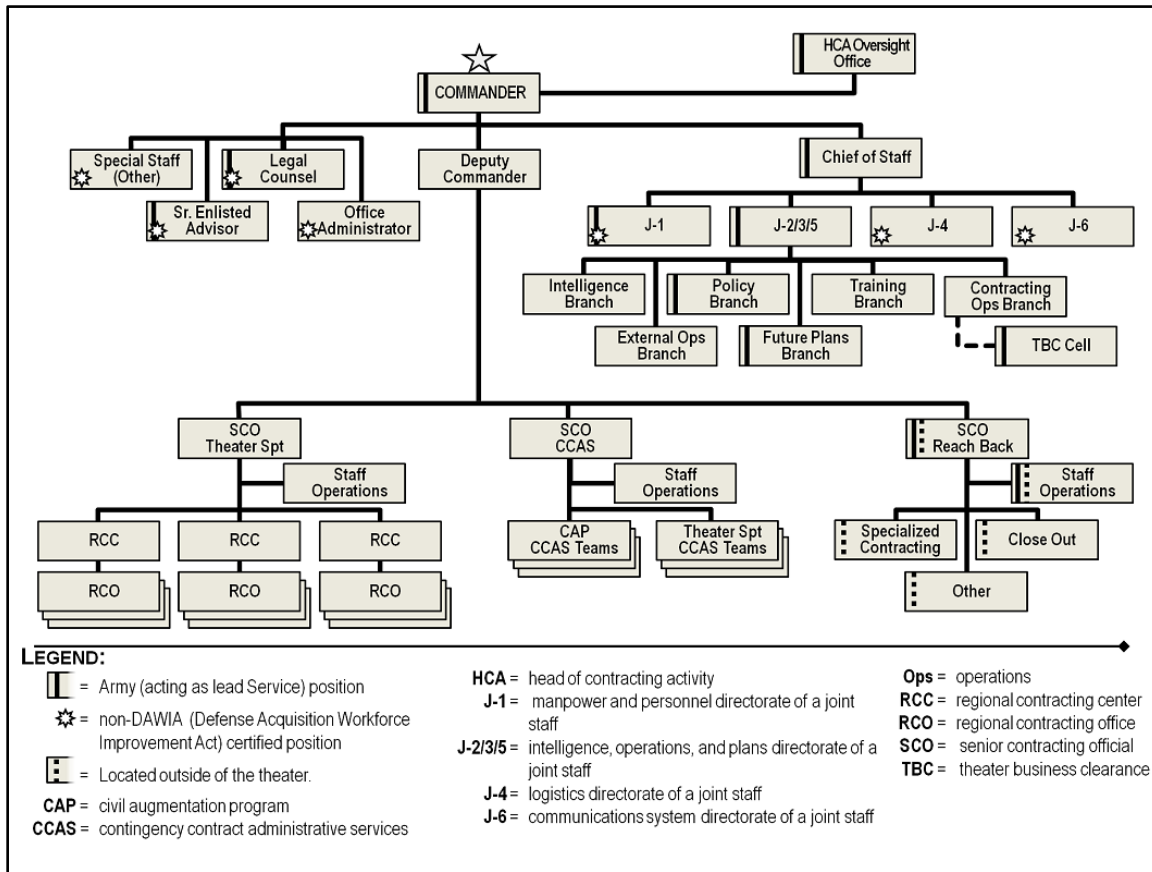 HCA Oversight
Office
COMMANDER
Special Staff
(Other)
Legal
Counsel
Deputy
Commander
Chief of Staff
Sr. Enlisted
Advisor
Office
Administrator
J-1
J-2/3/5
J-4
J-6
Intelligence
Branch
Policy
Branch
Training
Branch
Contracting
Ops Branch
External Ops
Branch
Future Plans
Branch
TBC Cell
SCO
Theater Spt
SCO
CCAS
SCO
Reach Back
Staff
Operations
Staff
Operations
Staff
Operations
RCC
RCC
RCC
CAP
CCAS Teams
Theater Spt
CCAS Teams
Specialized
Contracting
Close Out
RCO
RCO
RCO
Other
LEGEND:
= Army (acting as lead Service) position
= non-DAWIA (Defense Acquisition Workforce
Improvement Act) certified position
= Located outside of the theater.
CAP = civil augmentation program
CCAS = contingency contract administrative services
HCA = head of contracting activity
J-1 = manpower and personnel directorate of a joint
staff
J-2/3/5 = intelligence, operations, and plans directorate of a
joint staff
J-4 = logistics directorate of a joint staff
J-6 = communications system directorate of a joint staff
Ops = operations
RCC = regional contracting center
RCO = regional contracting office
SCO = senior contracting official
TBC = theater business clearance